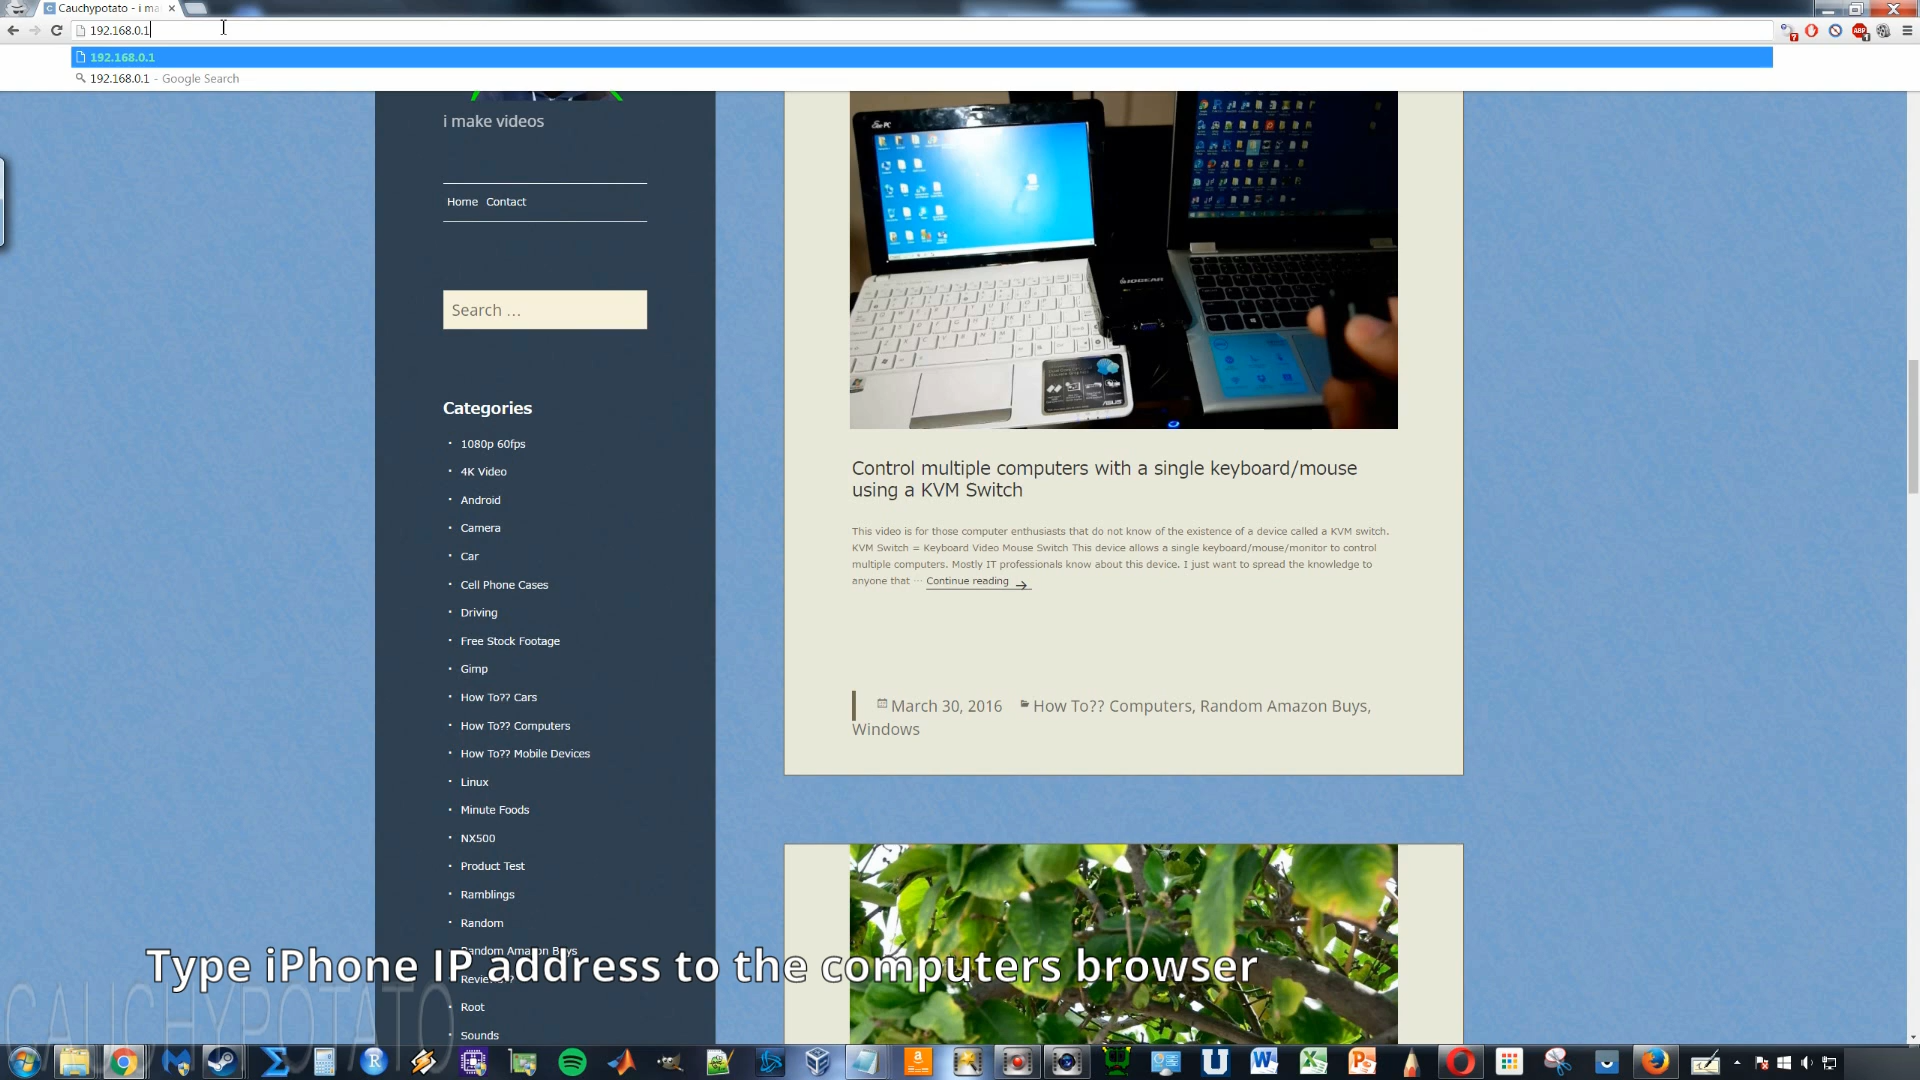 Cauchypotato - i ma
192.168.0.1
192.168.0.1
192.168.0.1 - Google Search
i make videos
Home Contact
Search …
Categories
1080p 60fps
4K Video
Android
Camera
Car
Cell Phone Cases
Driving
Free Stock Footage
Gimp
How To?? Cars
How To?? Computers
How To?? Mobile Devices
Linux
Minute Foods
NX500
Product Test
Ramblings
Random
Random Amazon Buys
Root
Sounds
Eee PC
IOGEAR
ASUS
Control multiple computers with a single keyboard/mouse
using a KVM Switch
This video is for those computer enthusiasts that do not know of the existence of a device called a KVM switch.
KVM Switch = Keyboard Video Mouse Switch This device allows a single keyboard/mouse/monitor to control
multiple computers. Mostly IT professionals know about this device. I just want to spread the knowledge to
anyone that … Continue reading →
March 30, 2016 How To?? Computers, Random Amazon Buys,
Windows
Type iPhone IP address to the computers browser
CAUCHYPOTATO